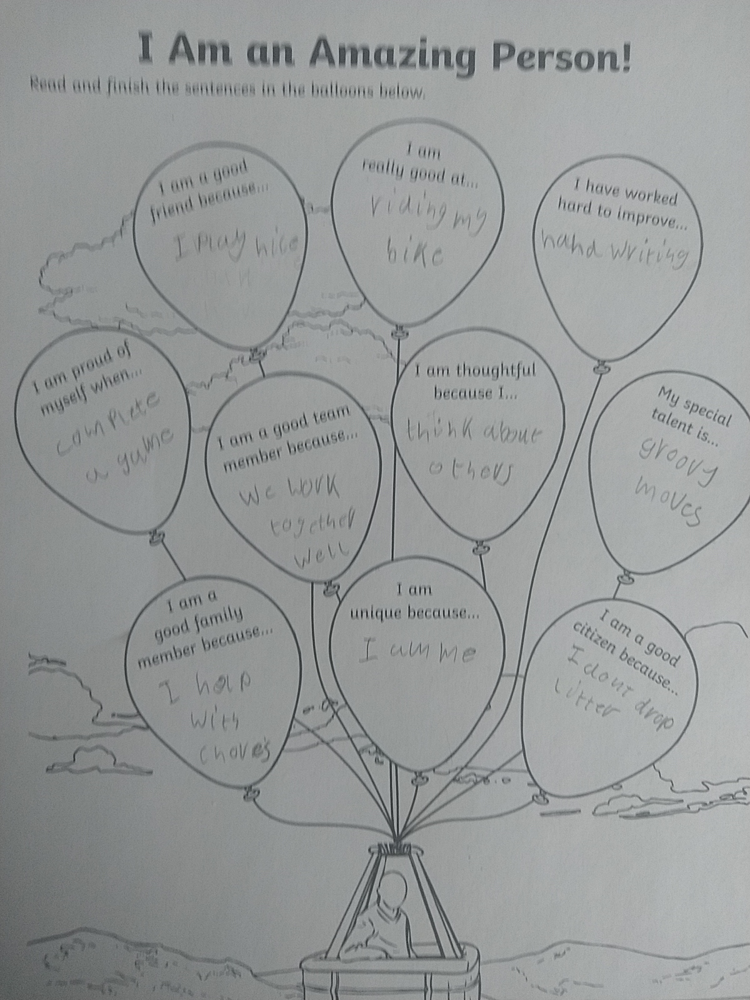 I Am an Amazing Person!
Read and finish the sentences in the balloons below.
I am a good
friend because...
I Play nice
I am
really good at...
riding my
bike
I have worked
hard to improve...
hand writing
I am proud of
myself when...
complete
a game
I am a good team
member because...
We work
together
well
I am thoughtful
because I...
think about
others
My special
talent is...
groovy
moves
I am a
good family
member because...
I help
with
chores
I am
unique because...
I am me
I am a good
citizen because...
I dont drop
Litter